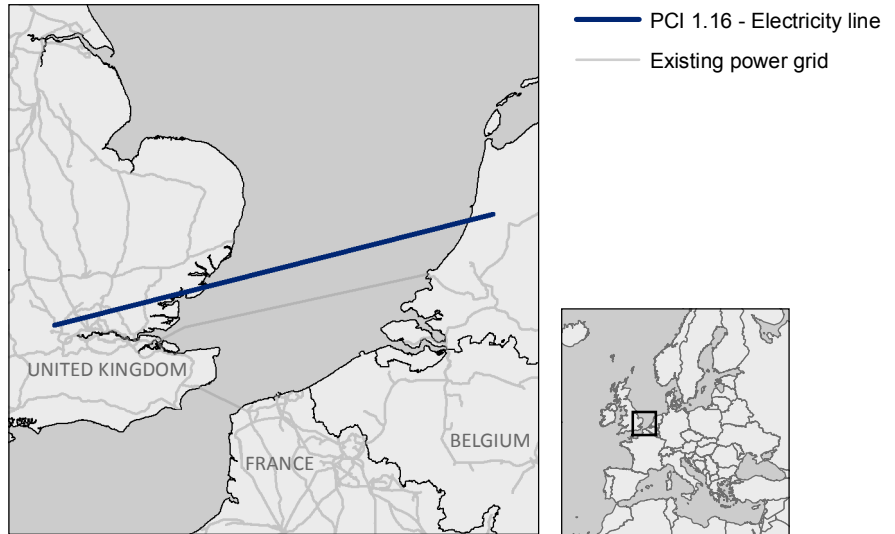 PCI 1.16 - Electricity line
Existing power grid
UNITED KINGDOM
BELGIUM
FRANCE